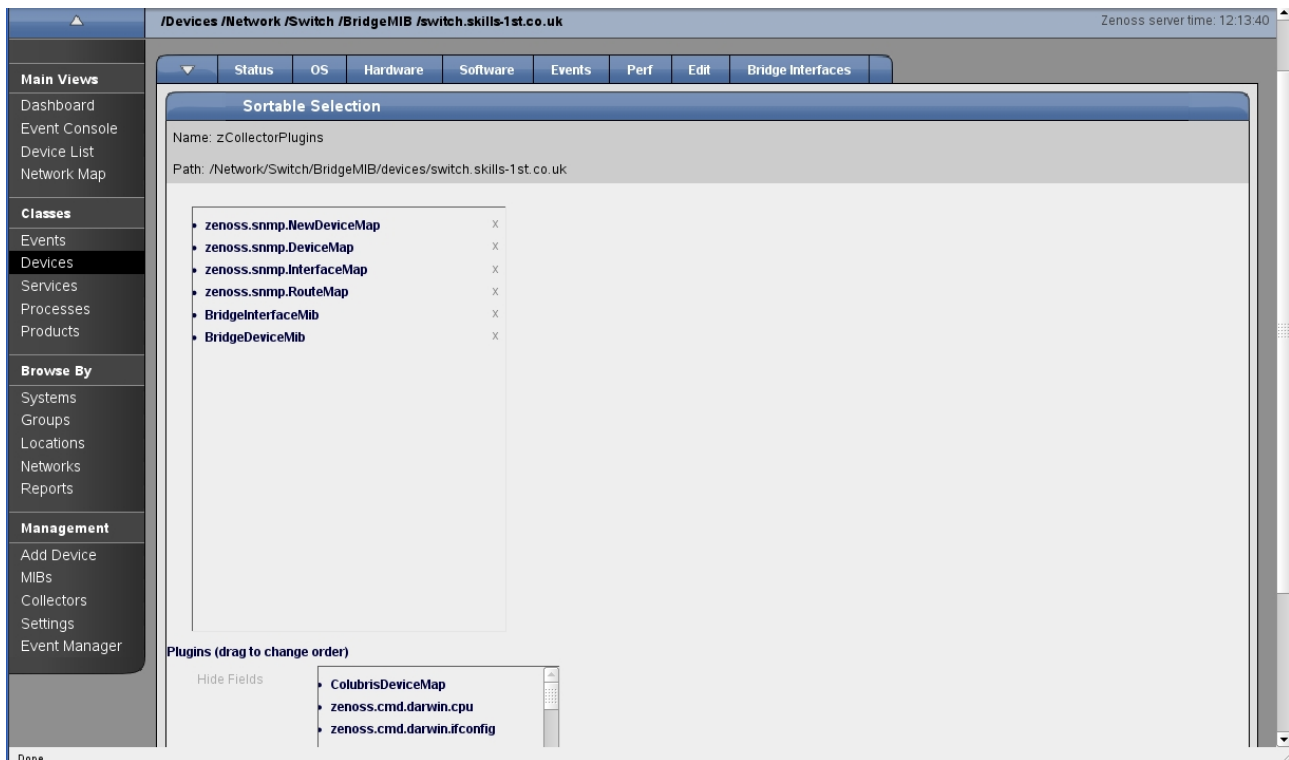 /Devices /Network /Switch /BridgeMIB /switch.skills-1st.co.uk
Zenoss server time: 12:13:40
Main Views
Dashboard
Event Console
Device List
Network Map
Classes
Events
Devices
Services
Processes
Products
Browse By
Systems
Groups
Locations
Networks
Reports
Management
Add Device
MIBs
Collectors
Settings
Event Manager
Status OS Hardware Software Events Perf Edit Bridge Interfaces
Sortable Selection
Name: zCollectorPlugins
Path: /Network/Switch/BridgeMIB/devices/switch.skills-1st.co.uk
zenoss.snmp.NewDeviceMap X
zenoss.snmp.DeviceMap X
zenoss.snmp.InterfaceMap X
zenoss.snmp.RouteMap X
BridgeInterfaceMib X
BridgeDeviceMib X
Plugins (drag to change order)
Hide Fields
ColubrisDeviceMap
zenoss.cmd.darwin.cpu
zenoss.cmd.darwin.ifconfig
Done